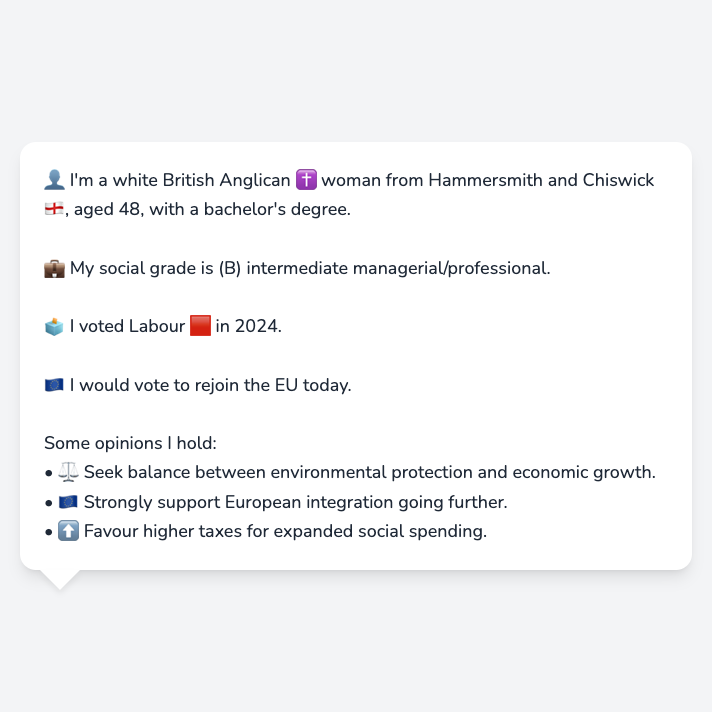 👤 I'm a white British Anglican ✝️ woman from Hammersmith and Chiswick
🏴󠁧󠁢󠁥󠁮󠁧󠁿, aged 48, with a bachelor's degree.
💼 My social grade is (B) intermediate managerial/professional.
🗳️ I voted Labour 🟥 in 2024.
🇪🇺 I would vote to rejoin the EU today.
Some opinions I hold:
• ⚖️ Seek balance between environmental protection and economic growth.
• 🇪🇺 Strongly support European integration going further.
• ⬆️ Favour higher taxes for expanded social spending.